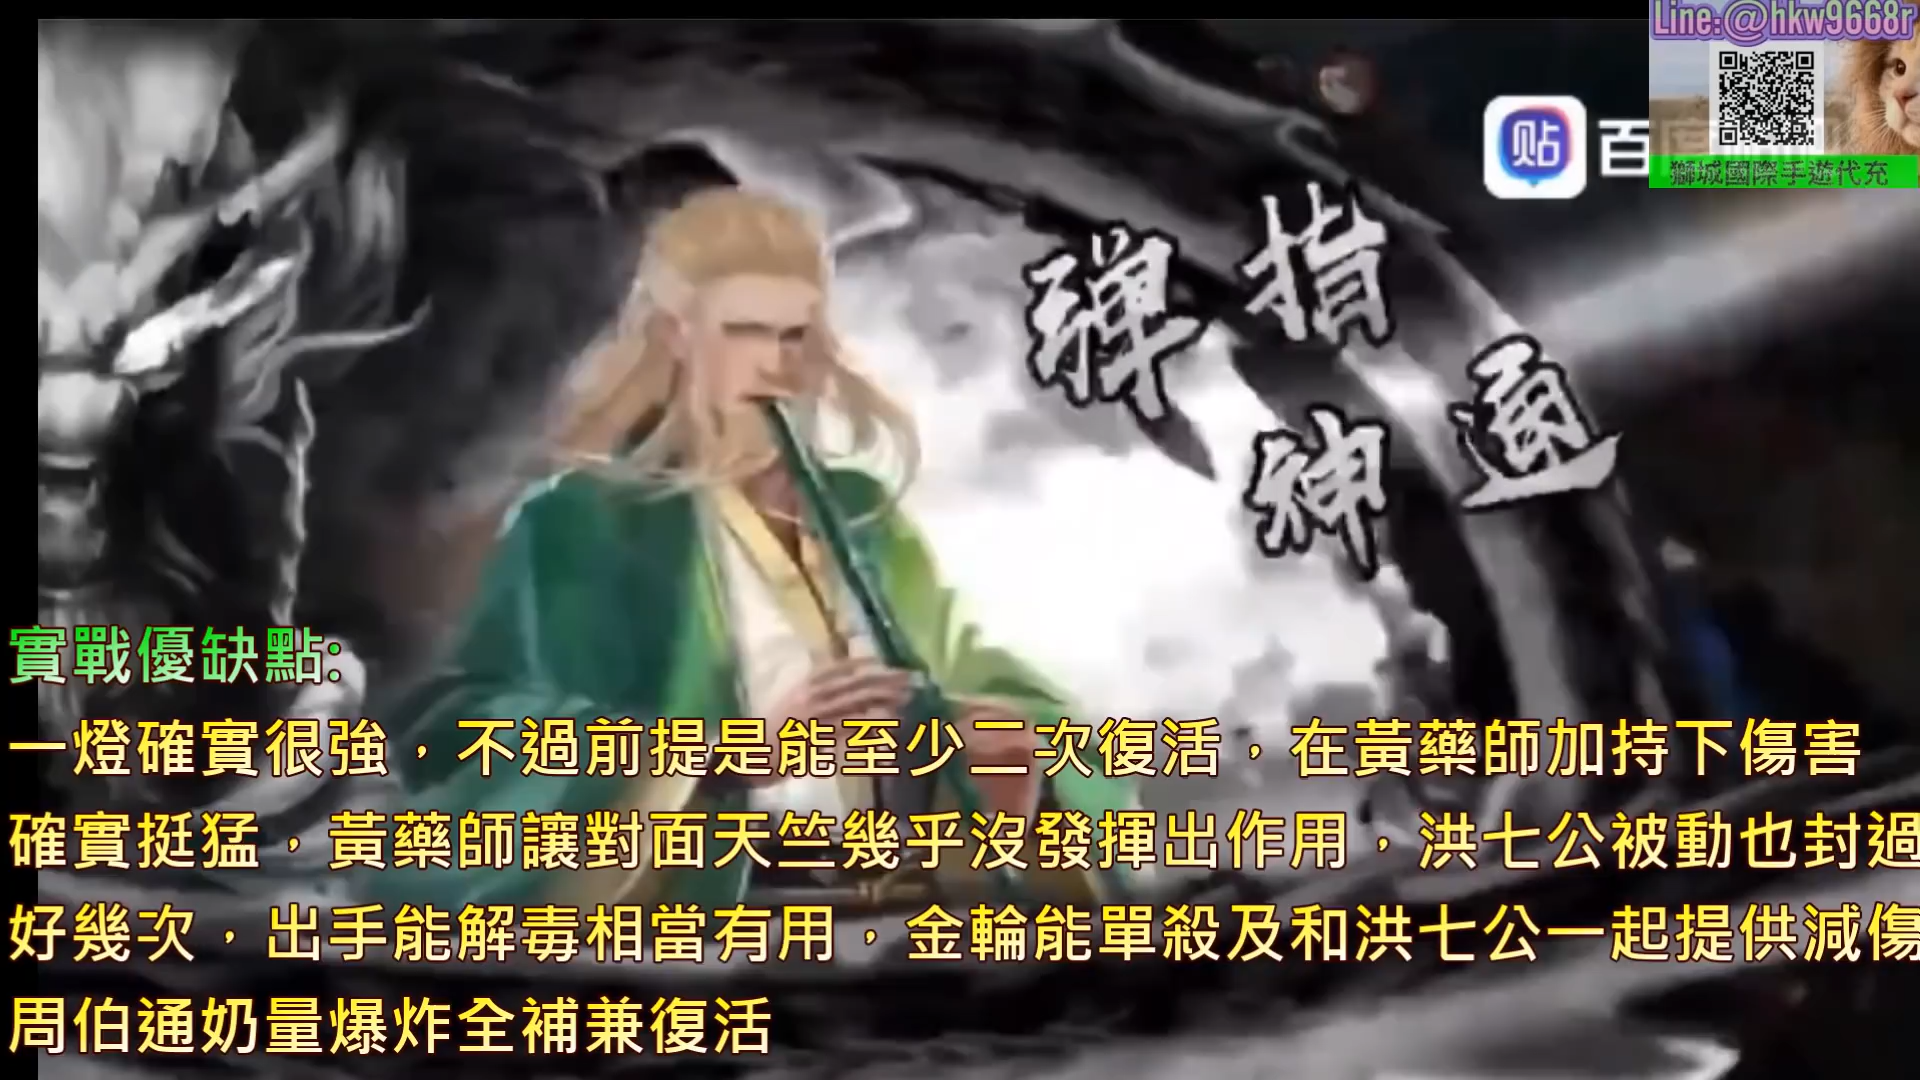 Line:@hkw9668r
贴 百
獅城國際手遊代充
弹指
神通
實戰優缺點:
一燈確實很強，不過前提是能至少二次復活，在黃藥師加持下傷害
確實挺猛，黃藥師讓對面天竺幾乎沒發揮出作用，洪七公被動也封過
好幾次，出手能解毒相當有用，金輪能單殺及和洪七公一起提供減傷
周伯通奶量爆炸全補兼復活